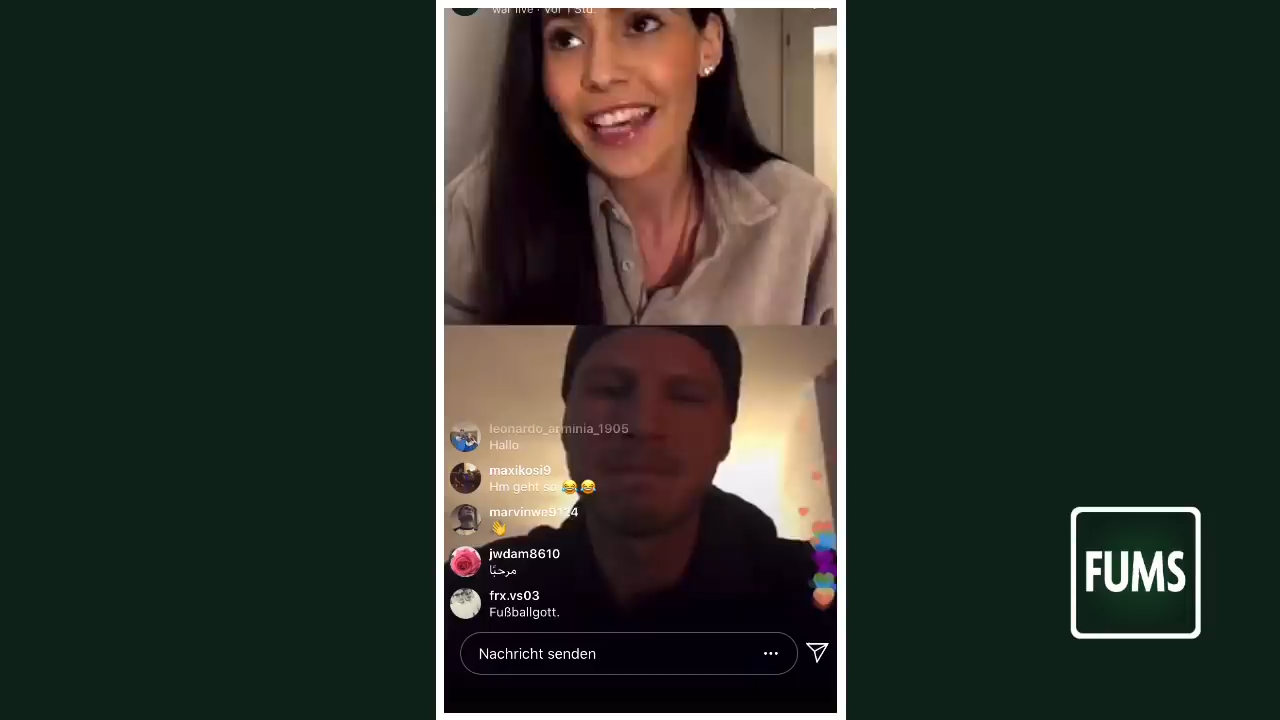 war live · Vor 1 Std.
leonardo_arminia_1905
Hallo
maxikosi9
Hm geht so 😂😂
👋
jwdam8610
مرحبًا
frx.vs03
Fußballgott.
Nachricht senden
FUMS